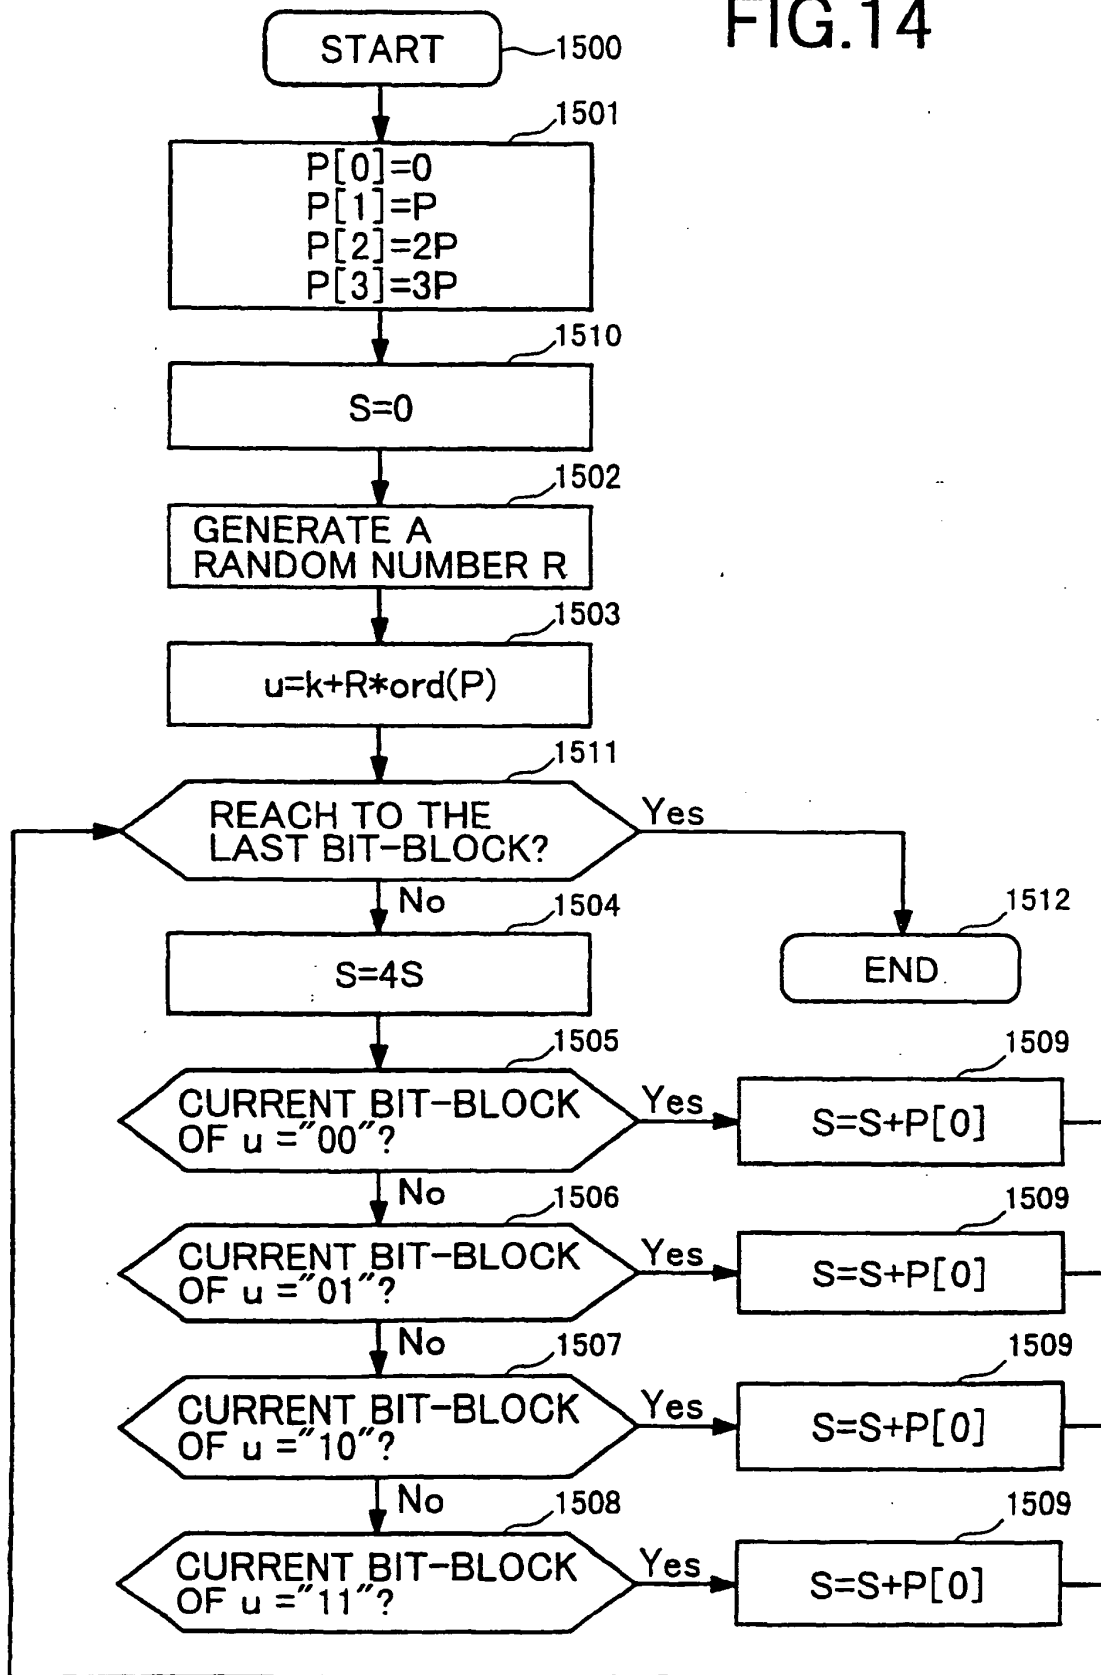 FIG.14
START
1500
1501
P[0]=0
P[1]=P
P[2]=2P
P[3]=3P
1510
S=0
1502
GENERATE A
RANDOM NUMBER R
1503
u=k+R*ord(P)
1511
REACH TO THE
LAST BIT-BLOCK?
Yes
No
1504
S=4S
1512
END
1505
CURRENT BIT-BLOCK
OF u ="00"?
Yes
1509
S=S+P[0]
No
1506
CURRENT BIT-BLOCK
OF u ="01"?
Yes
1509
S=S+P[0]
No
1507
CURRENT BIT-BLOCK
OF u ="10"?
Yes
1509
S=S+P[0]
No
1508
CURRENT BIT-BLOCK
OF u ="11"?
Yes
1509
S=S+P[0]